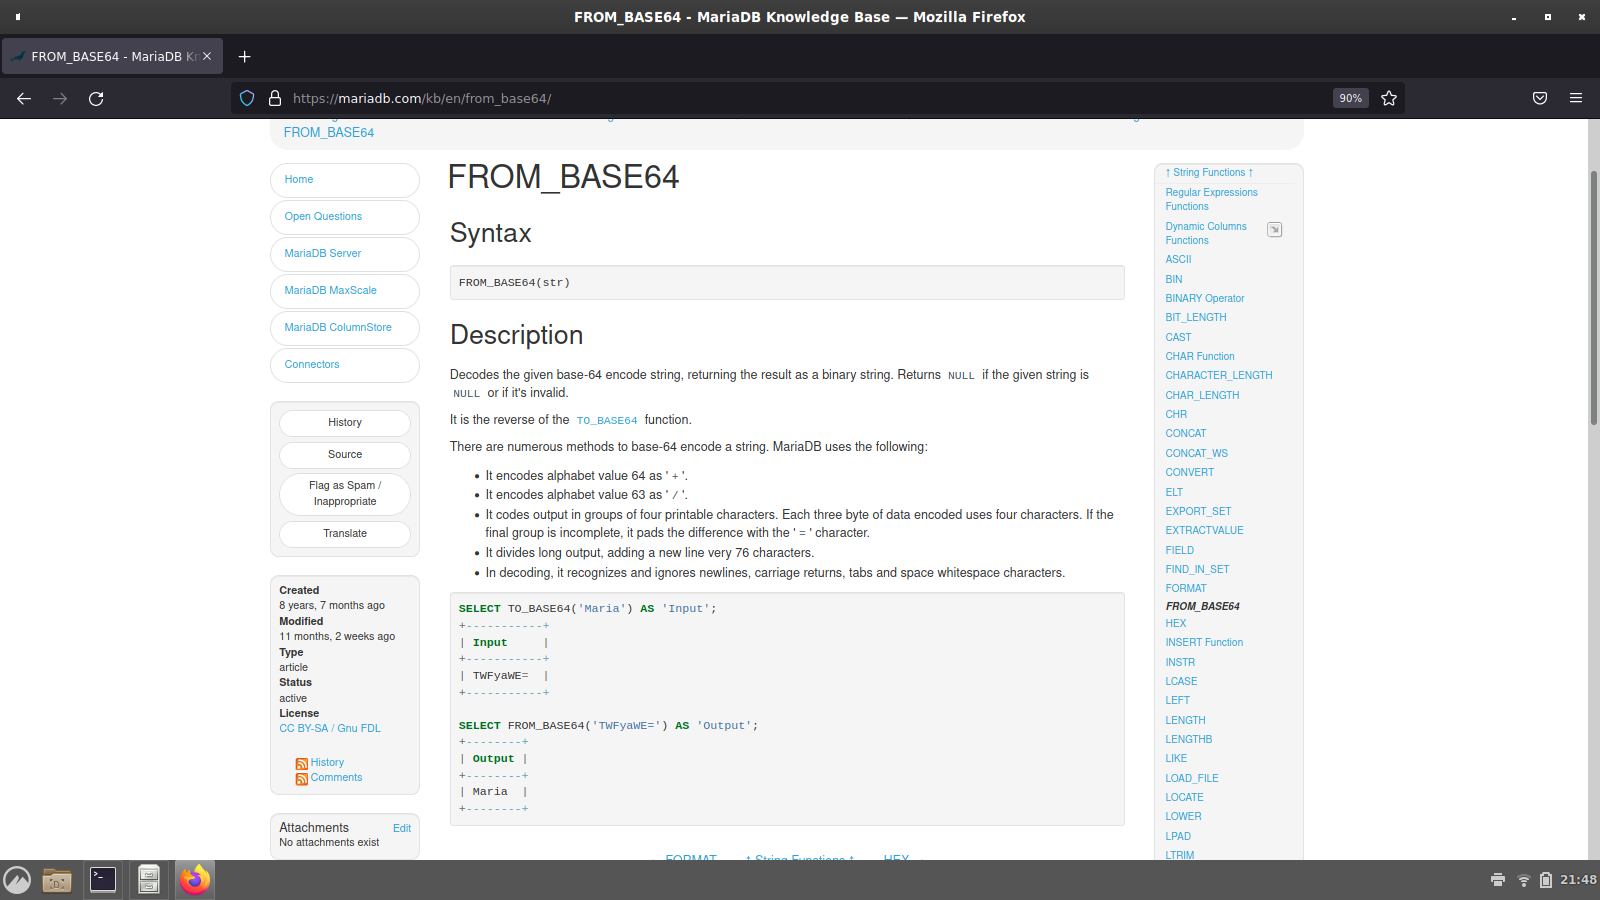 FROM_BASE64 - MariaDB Knowledge Base — Mozilla Firefox
FROM_BASE64 - MariaDB Kn
https://mariadb.com/kb/en/from_base64/
90%
FROM_BASE64
Home
Open Questions
MariaDB Server
MariaDB MaxScale
MariaDB ColumnStore
Connectors
History
Source
Flag as Spam /
Inappropriate
Translate
Created
8 years, 7 months ago
Modified
11 months, 2 weeks ago
Type
article
Status
active
License
CC BY-SA / Gnu FDL
History
Comments
Attachments Edit
No attachments exist
FROM_BASE64
Syntax
FROM_BASE64(str)
Description
Decodes the given base-64 encode string, returning the result as a binary string. Returns NULL if the given string is
NULL or if it's invalid.
It is the reverse of the TO_BASE64 function.
There are numerous methods to base-64 encode a string. MariaDB uses the following:
• It encodes alphabet value 64 as ' + '.
• It encodes alphabet value 63 as ' / '.
• It codes output in groups of four printable characters. Each three byte of data encoded uses four characters. If the
final group is incomplete, it pads the difference with the ' = ' character.
• It divides long output, adding a new line very 76 characters.
• In decoding, it recognizes and ignores newlines, carriage returns, tabs and space whitespace characters.
SELECT TO_BASE64('Maria') AS 'Input';
+-----------+
| Input     |
+-----------+
| TWFyaWE=  |
+-----------+
SELECT FROM_BASE64('TWFyaWE=') AS 'Output';
+--------+
| Output |
+--------+
| Maria  |
+--------+
FORMAT ↑ String Functions ↑ HEX
↑ String Functions ↑
Regular Expressions
Functions
Dynamic Columns
Functions
ASCII
BIN
BINARY Operator
BIT_LENGTH
CAST
CHAR Function
CHARACTER_LENGTH
CHAR_LENGTH
CHR
CONCAT
CONCAT_WS
CONVERT
ELT
EXPORT_SET
EXTRACTVALUE
FIELD
FIND_IN_SET
FORMAT
FROM_BASE64
HEX
INSERT Function
INSTR
LCASE
LEFT
LENGTH
LENGTHB
LIKE
LOAD_FILE
LOCATE
LOWER
LPAD
LTRIM
21:48